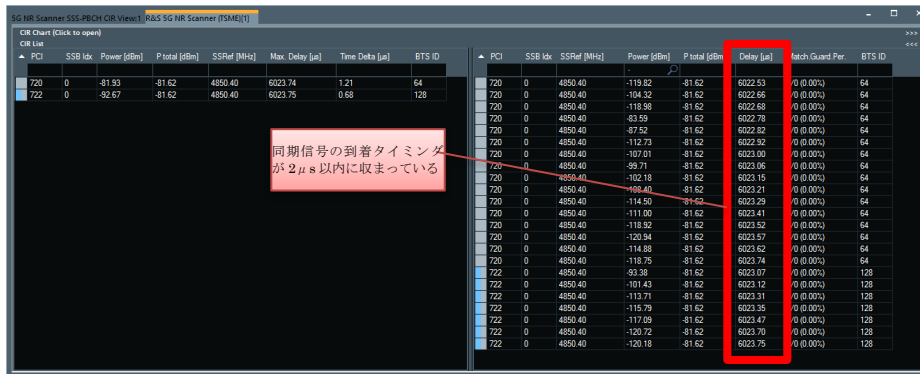 5G NR Scanner SSS-PBCH CIR View:1 R&S 5G NR Scanner (TSME)[1]
CIR Chart (Click to open) >>>
CIR List <<<
PCI SSB Idx Power [dBm] P total [dBm] SSRef [MHz] Max. Delay [µs] Time Delta [µs] BTS ID
720 0 -81.93 -81.62 4850.40 6023.74 1.21 64
722 0 -92.67 -81.62 4850.40 6023.75 0.68 128
同期信号の到着タイミング
が2μs以内に収まっている
PCI SSB Idx SSRef [MHz] Power [dBm] P total [dBm] Delay [µs] Match.Guard.Per. BTS ID
720 0 4850.40 -119.82 -81.62 6022.53 /0 (0.00%) 64
720 0 4850.40 -104.32 -81.62 6022.66 /0 (0.00%) 64
720 0 4850.40 -118.98 -81.62 6022.68 /0 (0.00%) 64
720 0 4850.40 -83.59 -81.62 6022.78 /0 (0.00%) 64
720 0 4850.40 -87.52 -81.62 6022.82 /0 (0.00%) 64
720 0 4850.40 -112.73 -81.62 6022.92 /0 (0.00%) 64
720 0 4850.40 -107.01 -81.62 6023.00 /0 (0.00%) 64
720 0 4850.40 -99.71 -81.62 6023.06 /0 (0.00%) 64
720 0 4850.40 -102.18 -81.62 6023.15 /0 (0.00%) 64
720 0 4850.40 -108.40 -81.62 6023.21 /0 (0.00%) 64
720 0 4850.40 -114.50 -81.62 6023.29 /0 (0.00%) 64
720 0 4850.40 -111.00 -81.62 6023.41 /0 (0.00%) 64
720 0 4850.40 -118.92 -81.62 6023.52 /0 (0.00%) 64
720 0 4850.40 -120.94 -81.62 6023.57 /0 (0.00%) 64
720 0 4850.40 -114.88 -81.62 6023.62 /0 (0.00%) 64
720 0 4850.40 -118.75 -81.62 6023.74 /0 (0.00%) 64
722 0 4850.40 -93.38 -81.62 6023.07 /0 (0.00%) 128
722 0 4850.40 -101.43 -81.62 6023.12 /0 (0.00%) 128
722 0 4850.40 -113.71 -81.62 6023.31 /0 (0.00%) 128
722 0 4850.40 -115.79 -81.62 6023.35 /0 (0.00%) 128
722 0 4850.40 -117.09 -81.62 6023.47 /0 (0.00%) 128
722 0 4850.40 -120.72 -81.62 6023.70 /0 (0.00%) 128
722 0 4850.40 -120.18 -81.62 6023.75 /0 (0.00%) 128